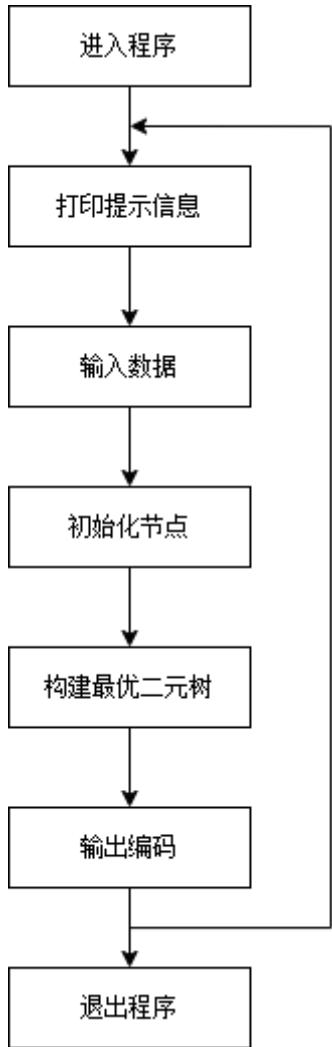 进入程序
打印提示信息
输入数据
初始化节点
构建最优二元树
输出编码
退出程序